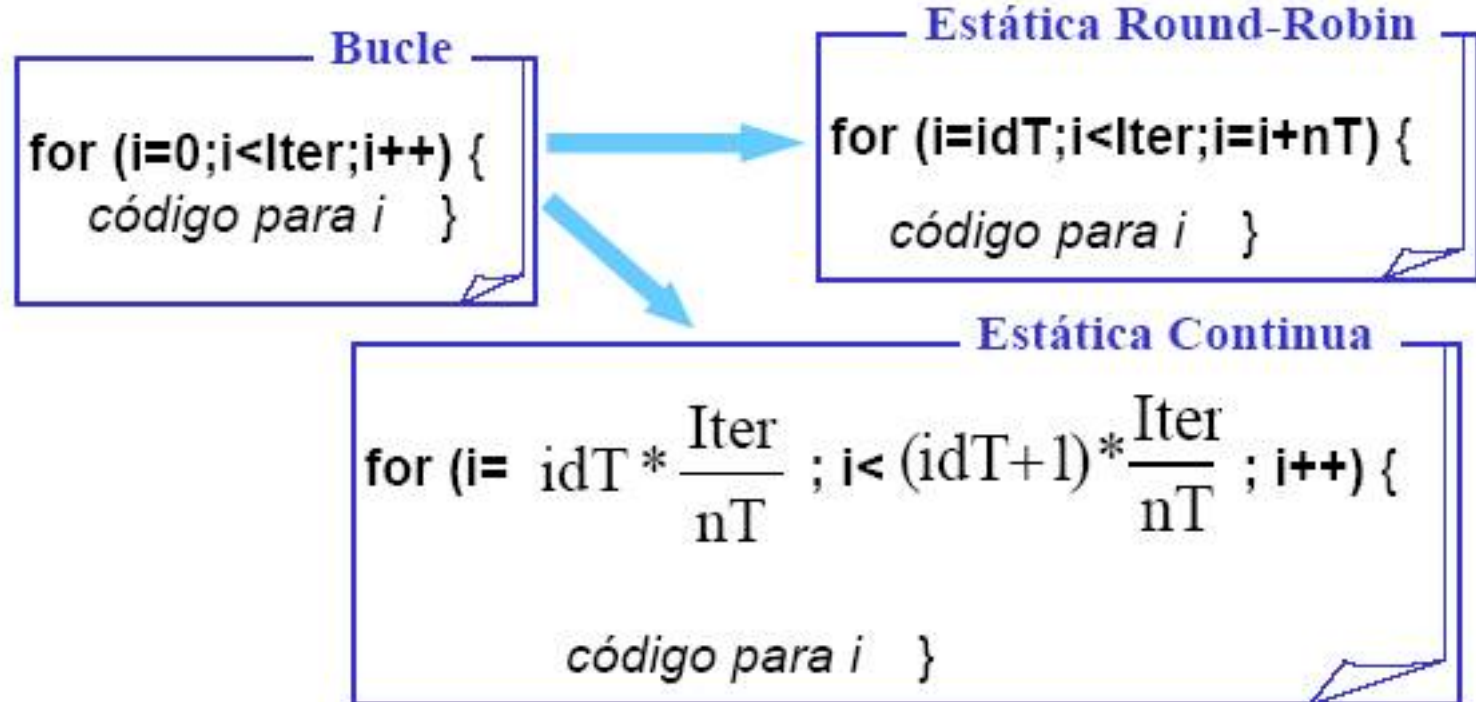 Bucle
for (i=0;i<Iter;i++) {
código para i }
Estática Round-Robin
for (i=idT;i<Iter;i=i+nT) {
código para i }
Estática Continua
for (i= idT * Iter/nT ; i< (idT+1)* Iter/nT ; i++) {
código para i }